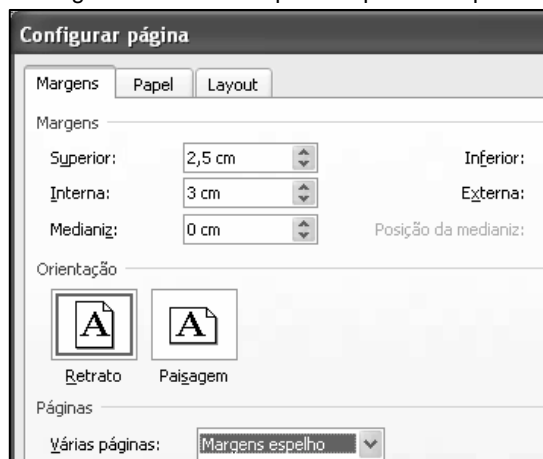 Configurar página
Margens Papel Layout
Margens
Superior: 2,5 cm Inferior:
Interna: 3 cm Externa:
Medianiz: 0 cm Posição da medianiz:
Orientação
A A
Retrato Paisagem
Páginas
Várias páginas: Margens espelho